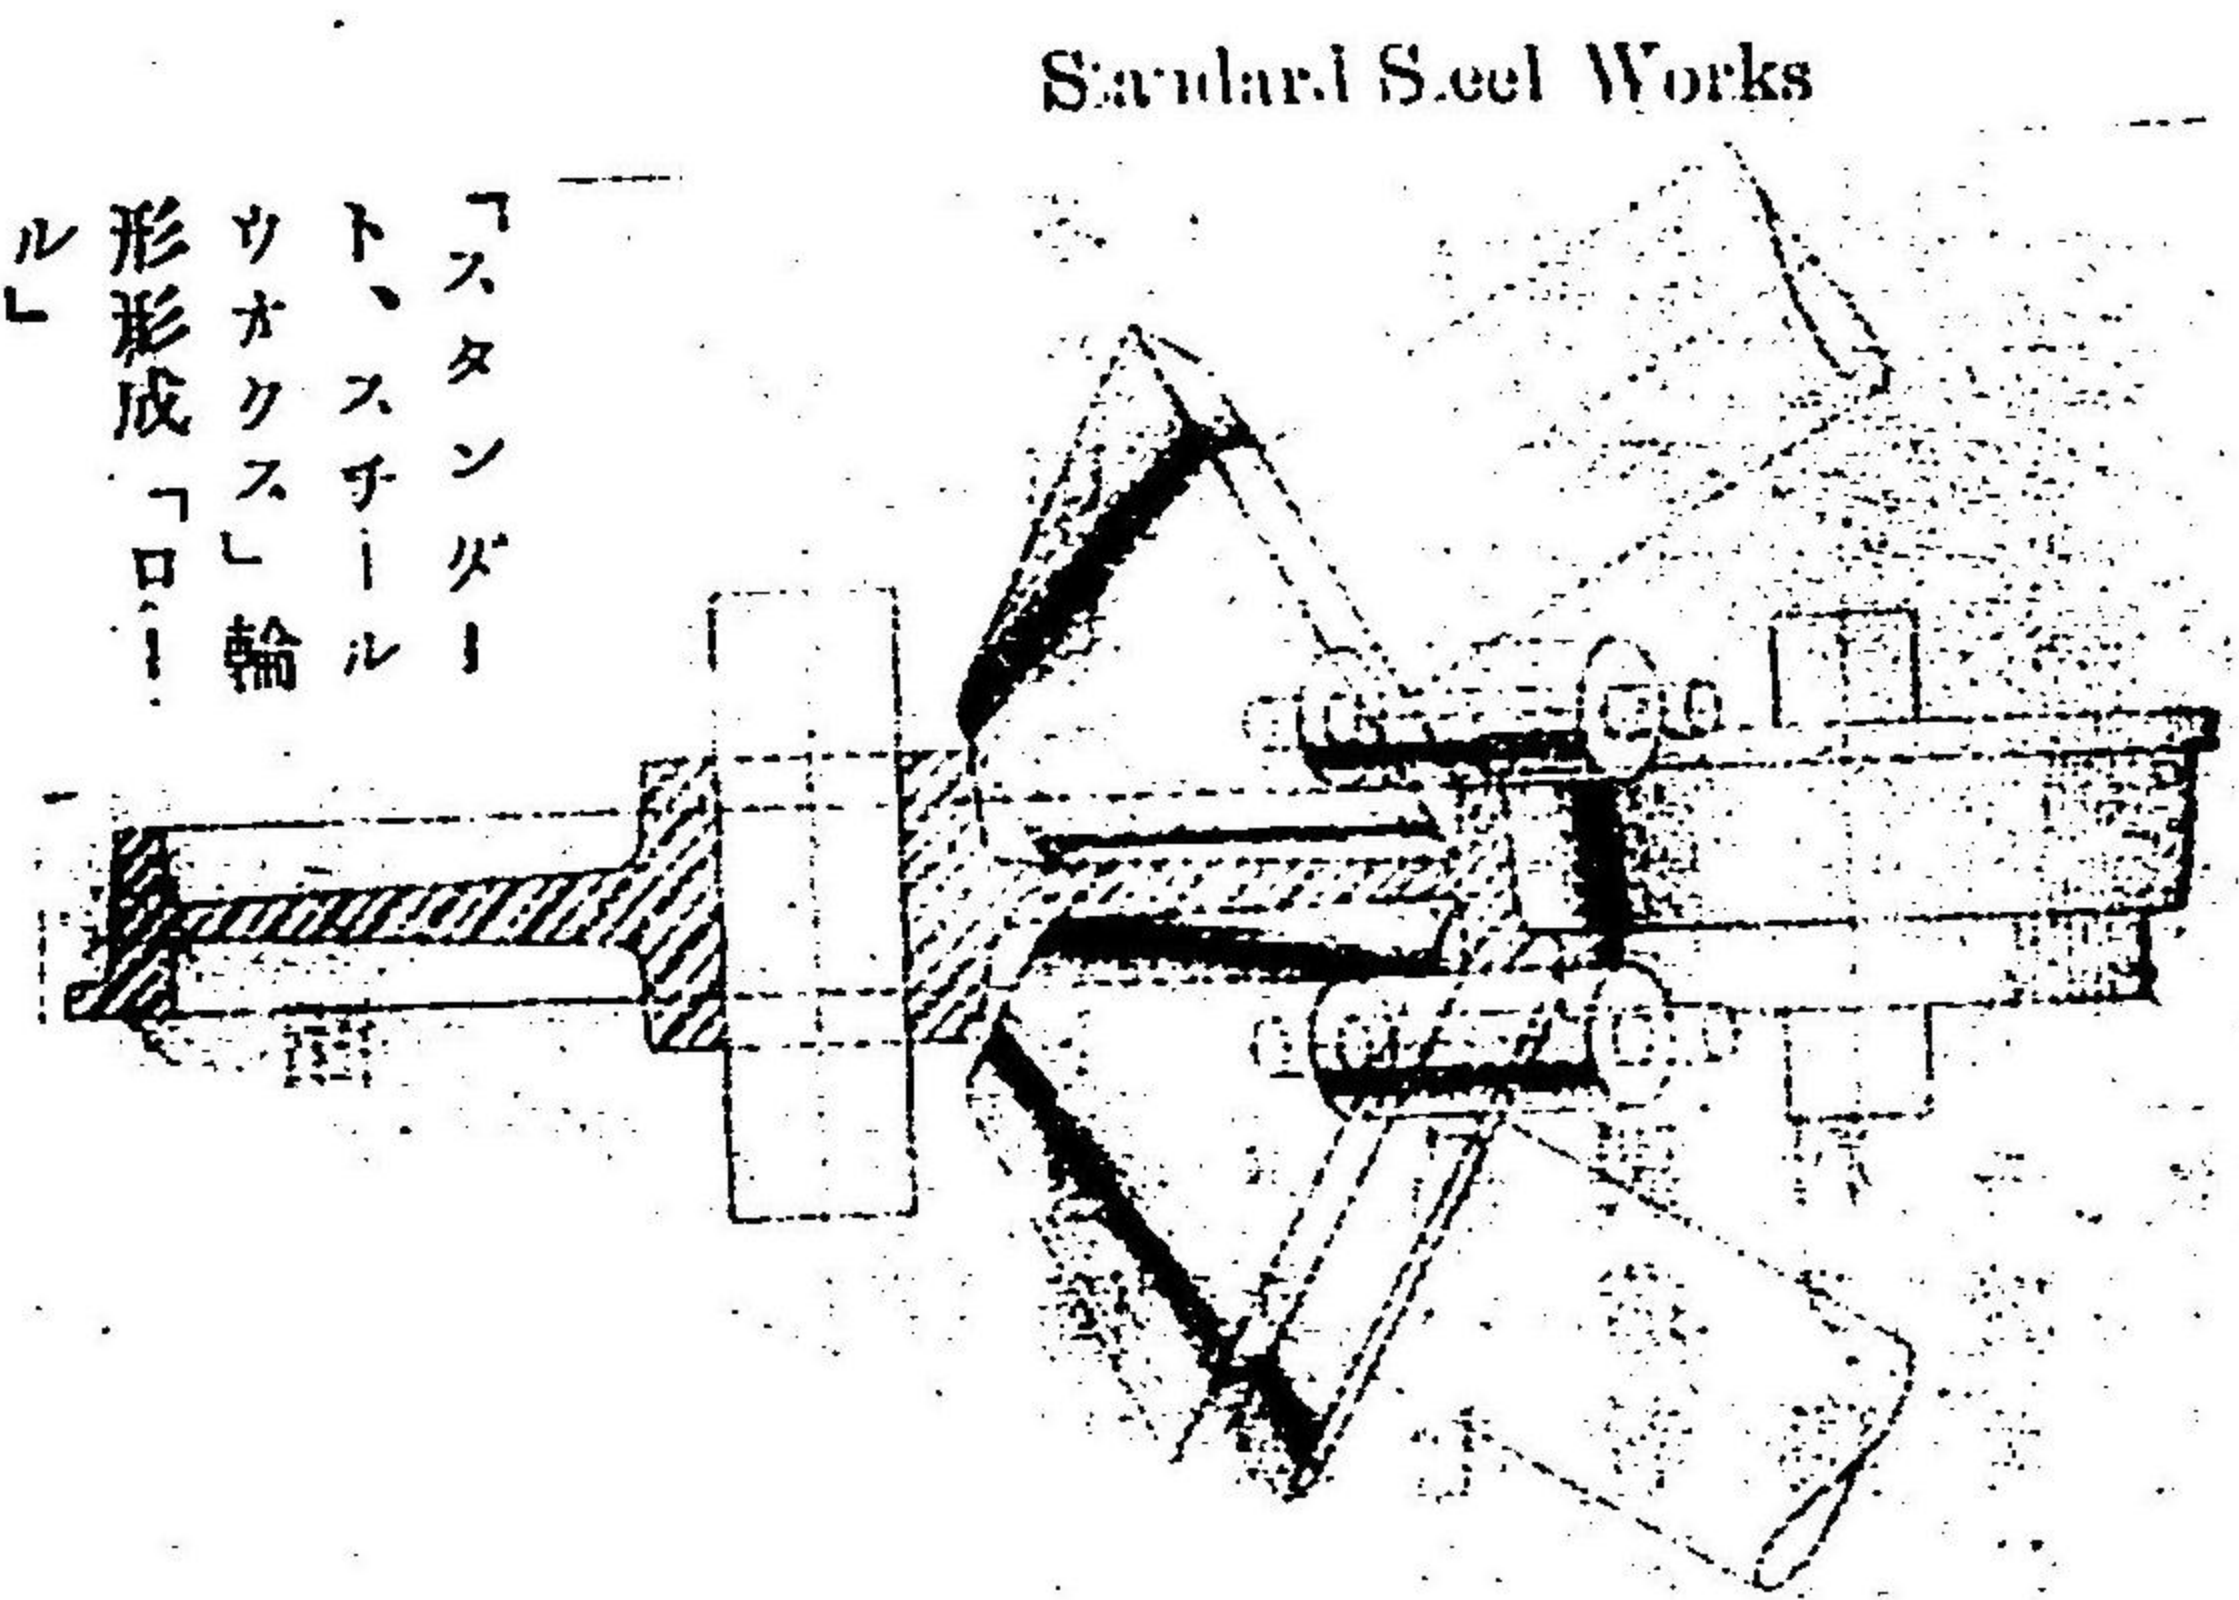 Standard Steel Works
「スタンダー
ト、スチール
ウオクス」輪
形形成「ロー
ル」